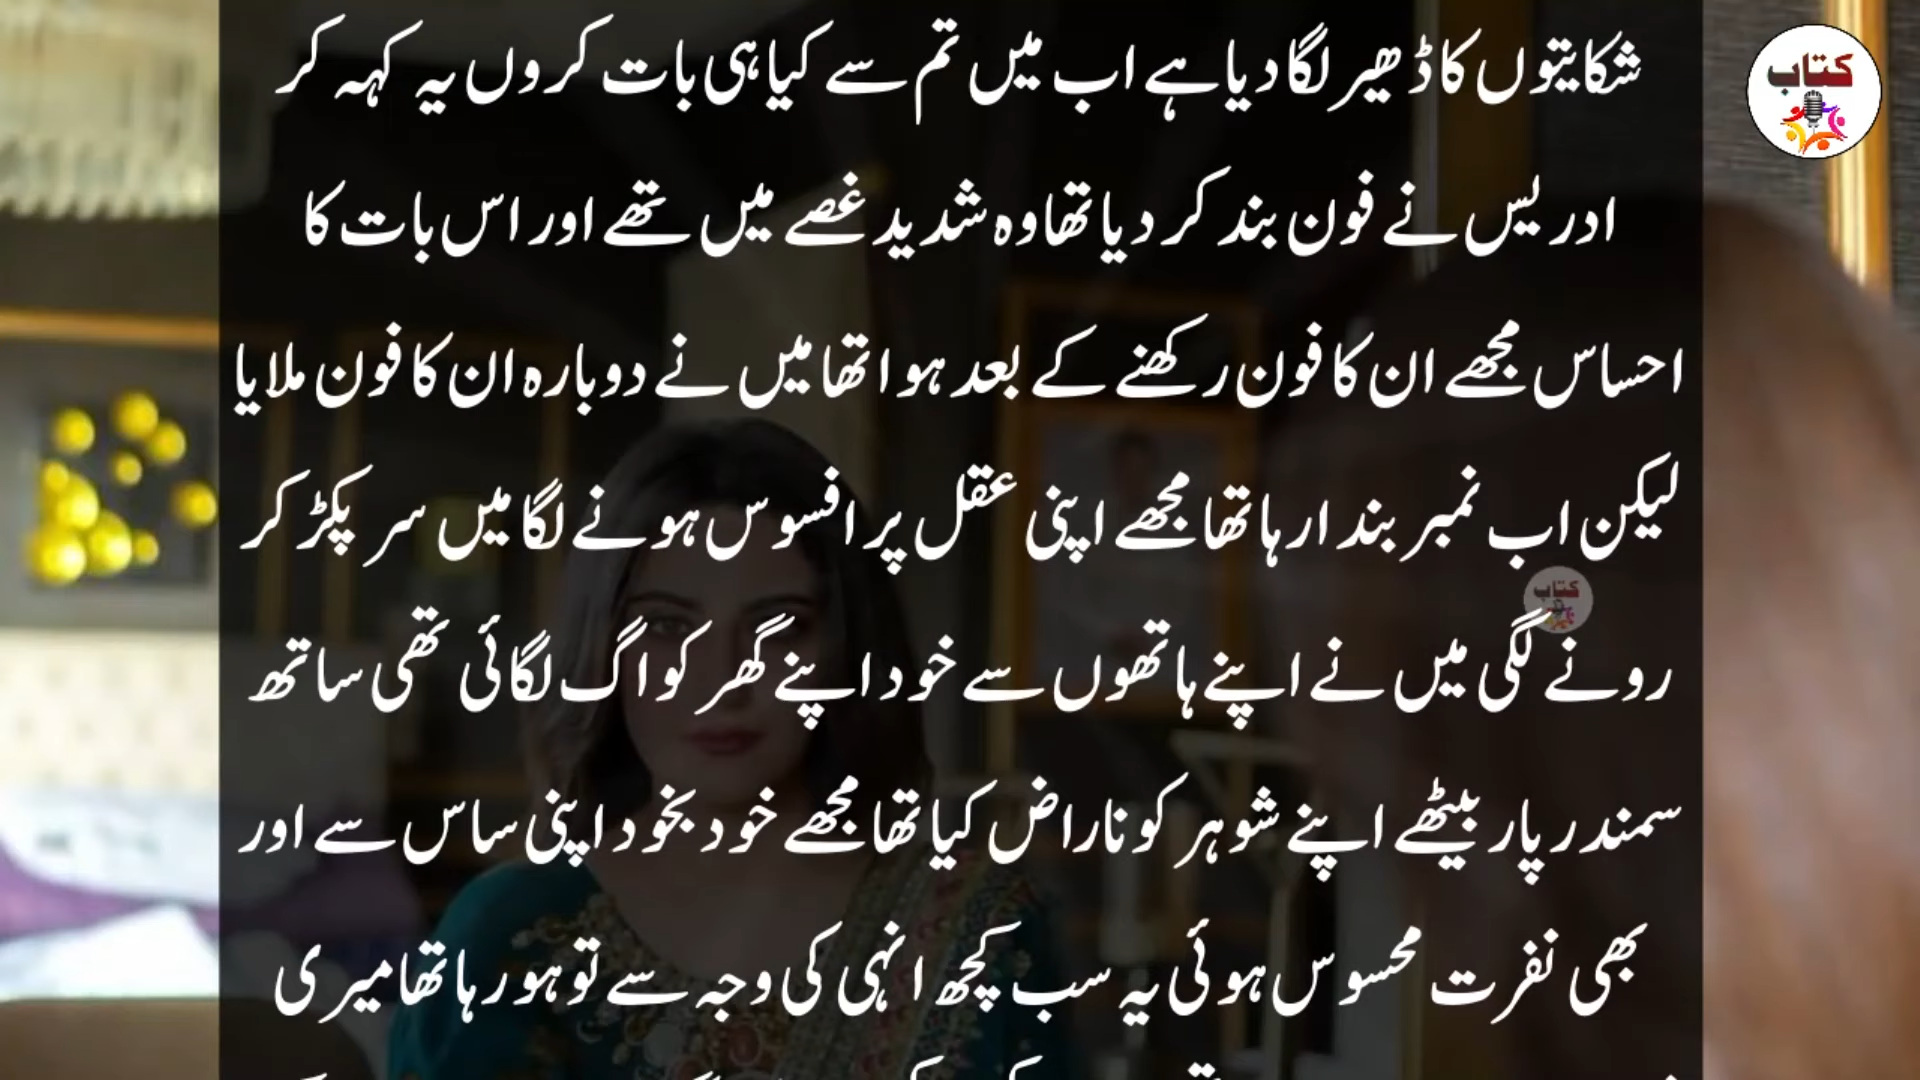 شکایتوں کا ڈھیر لگا دیا ہے اب میں تم سے کیا ہی بات کروں یہ کہہ کر
ادریس نے فون بند کر دیا تھا وہ شدید غصے میں تھے اور اس بات کا
احساس مجھے ان کا فون رکھنے کے بعد ہوا تھا میں نے دوبارہ ان کا فون ملایا
لیکن اب نمبر بند ارہا تھا مجھے اپنی عقل پر افسوس ہونے لگا میں سر پکڑ کر
رونے لگی میں نے اپنے ہاتھوں سے خود اپنے گھر کو اگ لگائی تھی ساتھ
سمندر پار بیٹھے اپنے شوہر کو ناراض کیا تھا مجھے خود بخود اپنی ساس سے اور
بھی نفرت محسوس ہوئی یہ سب کچھ انہی کی وجہ سے تو ہو رہا تھا میری
کتاب
کتاب